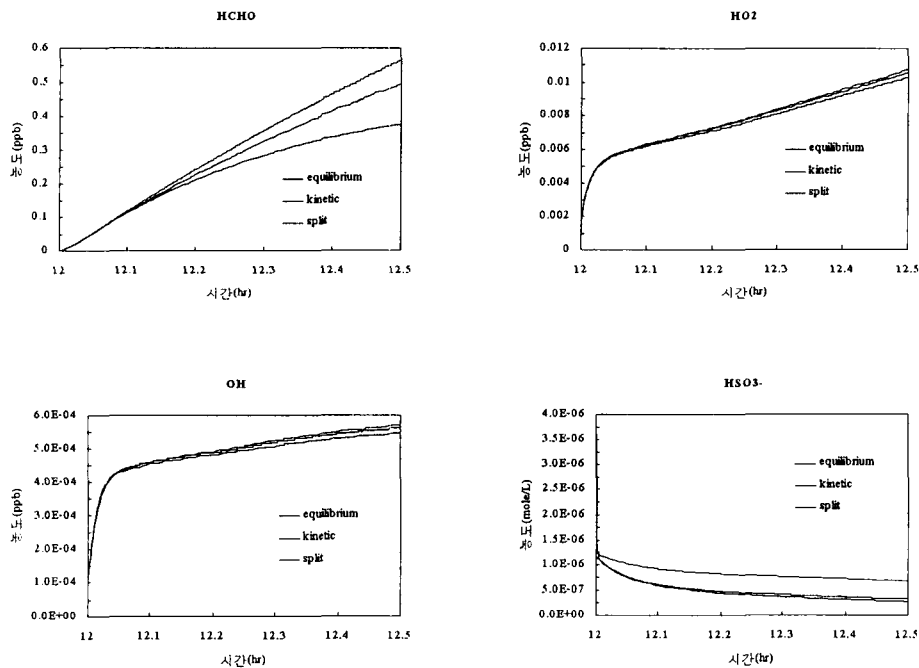 HCHO
0.6
0.5
0.4
0.3
0.2
0.1
0
농도(ppb)
equilibrium
kinetic
split
12 12.1 12.2 12.3 12.4 12.5
시간(hr)
HO2
0.012
0.01
0.008
0.006
0.004
0.002
0
농도(ppb)
equilibrium
kinetic
split
12 12.1 12.2 12.3 12.4 12.5
시간(hr)
OH
6.0E-04
5.0E-04
4.0E-04
3.0E-04
2.0E-04
1.0E-04
0.0E+00
농도(ppb)
equilibrium
kinetic
split
12 12.1 12.2 12.3 12.4 12.5
시간(hr)
HSO3-
4.0E-06
3.5E-06
3.0E-06
2.5E-06
2.0E-06
1.5E-06
1.0E-06
5.0E-07
0.0E+00
농도(mole/L)
equilibrium
kinetic
split
12 12.1 12.2 12.3 12.4 12.5
시간(hr)